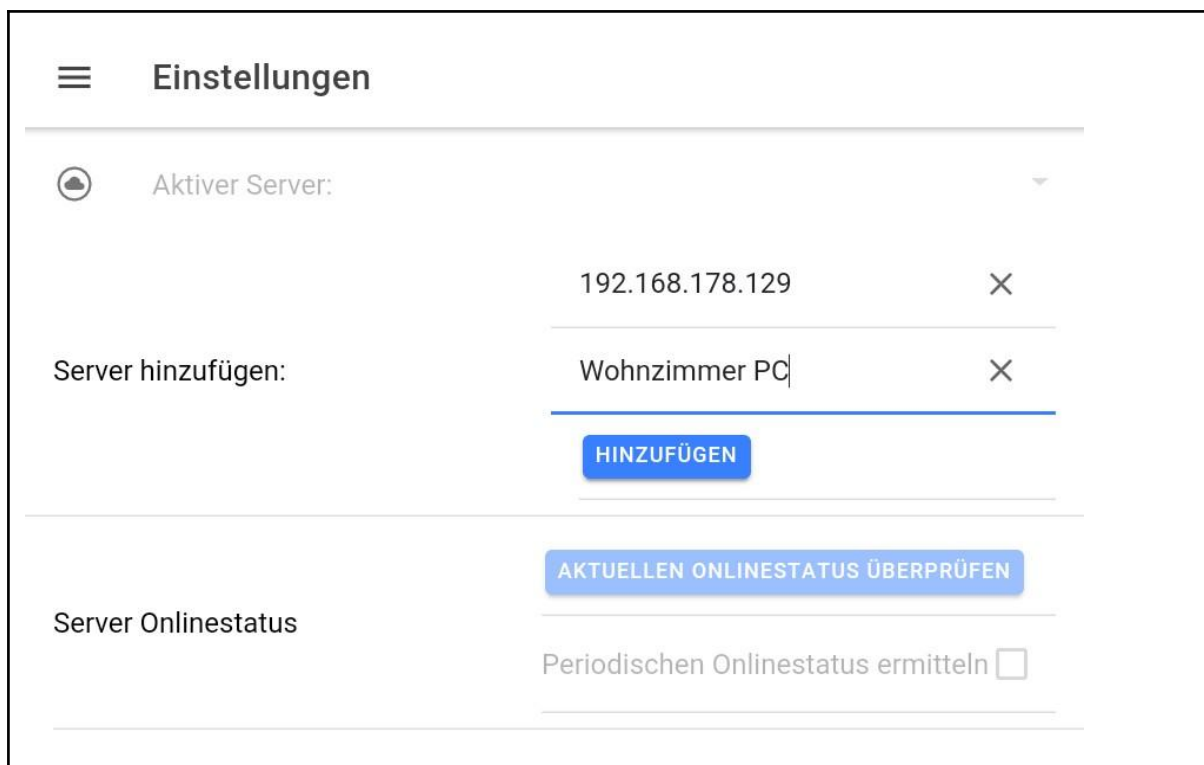 Einstellungen
Aktiver Server:
192.168.178.129
Server hinzufügen:
Wohnzimmer PC
HINZUFÜGEN
AKTUELLEN ONLINESTATUS ÜBERPRÜFEN
Server Onlinestatus
Periodischen Onlinestatus ermitteln